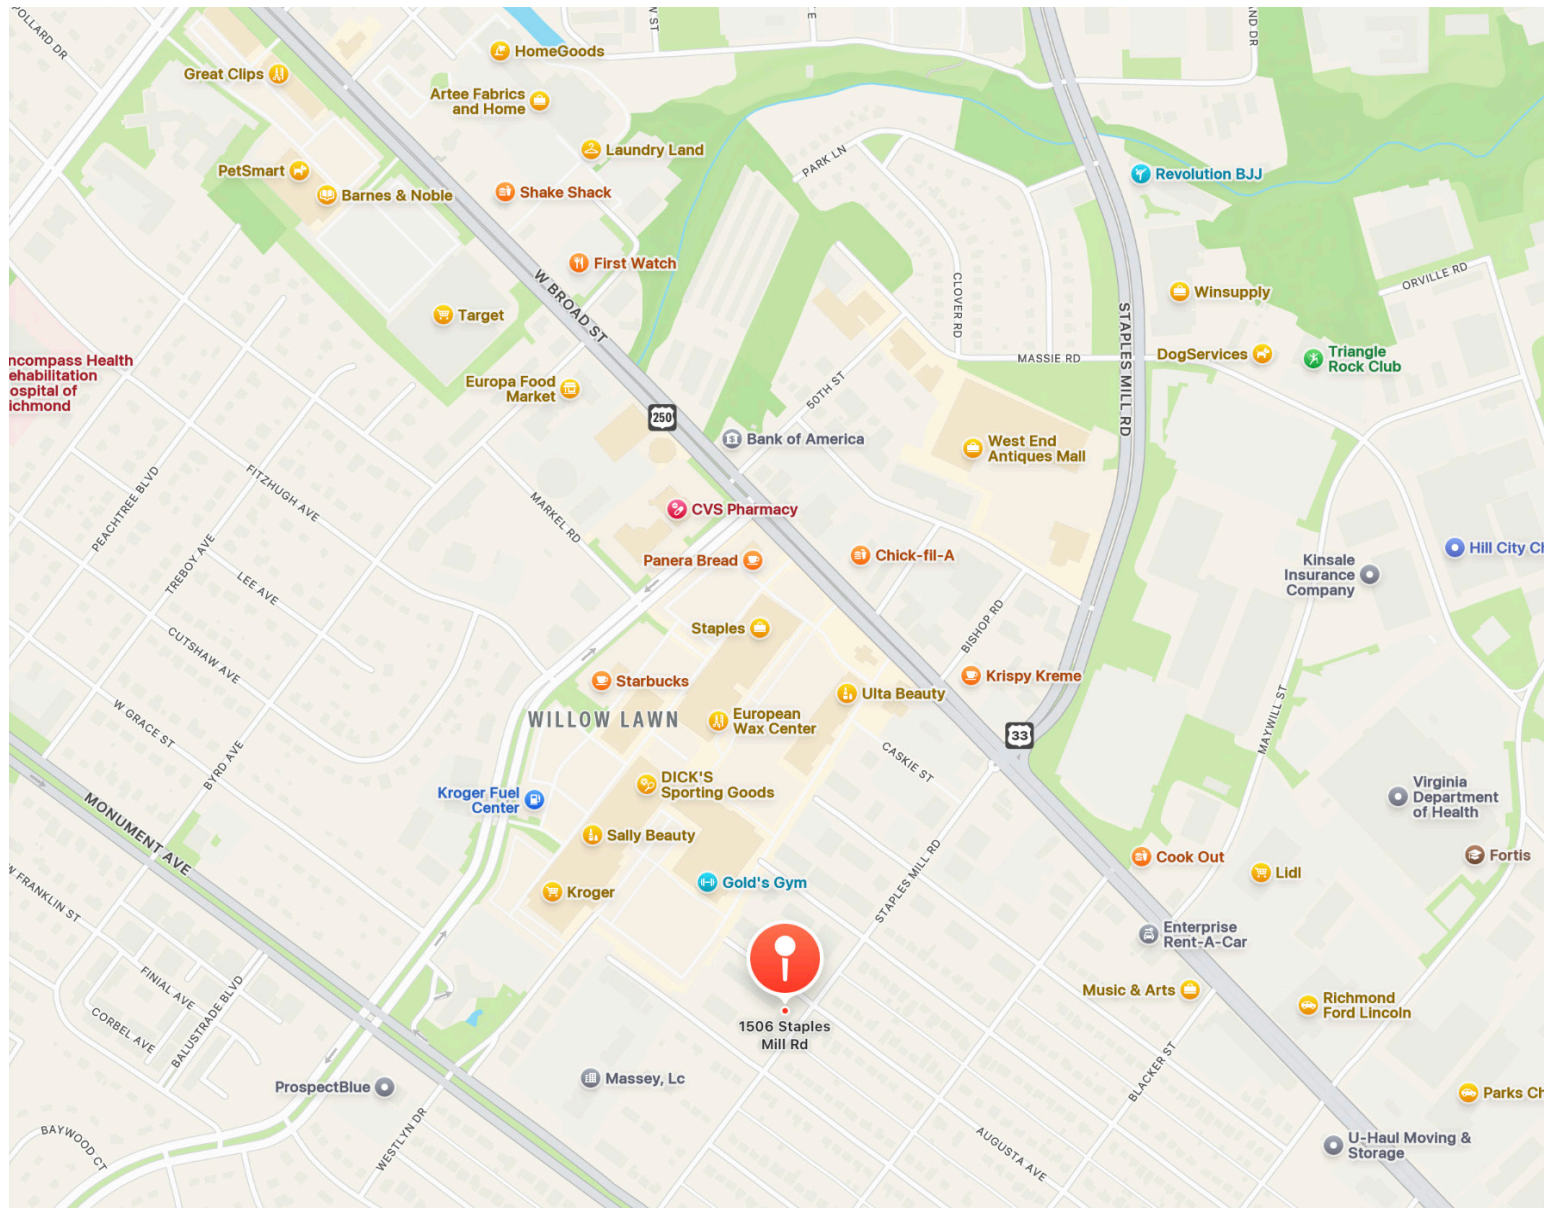 POLLARD DR
W ST
E
ND DR
HomeGoods
Great Clips
Artee Fabrics
and Home
Laundry Land
PARK LN
Revolution BJJ
PetSmart
Barnes & Noble
Shake Shack
First Watch
W BROAD ST
CLOVER RD
ORVILLE RD
Winsupply
Target
STAPLES MILL RD
MASSIE RD
DogServices
Triangle
Rock Club
ncompass Health
ehabilitation
ospital of
ichmond
Europa Food
Market
50TH ST
250
Bank of America
West End
Antiques Mall
PEACHTREE BLVD
FITZHUGH AVE
MARKEL RD
CVS Pharmacy
Panera Bread
Chick-fil-A
Kinsale
Insurance
Company
Hill City Ch
TREBOY AVE
LEE AVE
CUTSHAW AVE
Staples
BISHOP RD
Starbucks
Krispy Kreme
Ulta Beauty
WILLOW LAWN
European
Wax Center
33
W GRACE ST
BYRD AVE
CASKIE ST
MAYWILL ST
DICK'S
Sporting Goods
Kroger Fuel
Center
Virginia
Department
of Health
MONUMENT AVE
Sally Beauty
Cook Out
Lidl
Fortis
W FRANKLIN ST
Kroger
Gold's Gym
STAPLES MILL RD
Enterprise
Rent-A-Car
FINIAL AVE
CORBEL AVE
BALUSTRADE BLVD
Music & Arts
Richmond
Ford Lincoln
1506 Staples
Mill Rd
ProspectBlue
Massey, Lc
BLACKER ST
Parks Ch
BAYWOOD CT
WESTLYN DR
AUGUSTA AVE
U-Haul Moving &
Storage